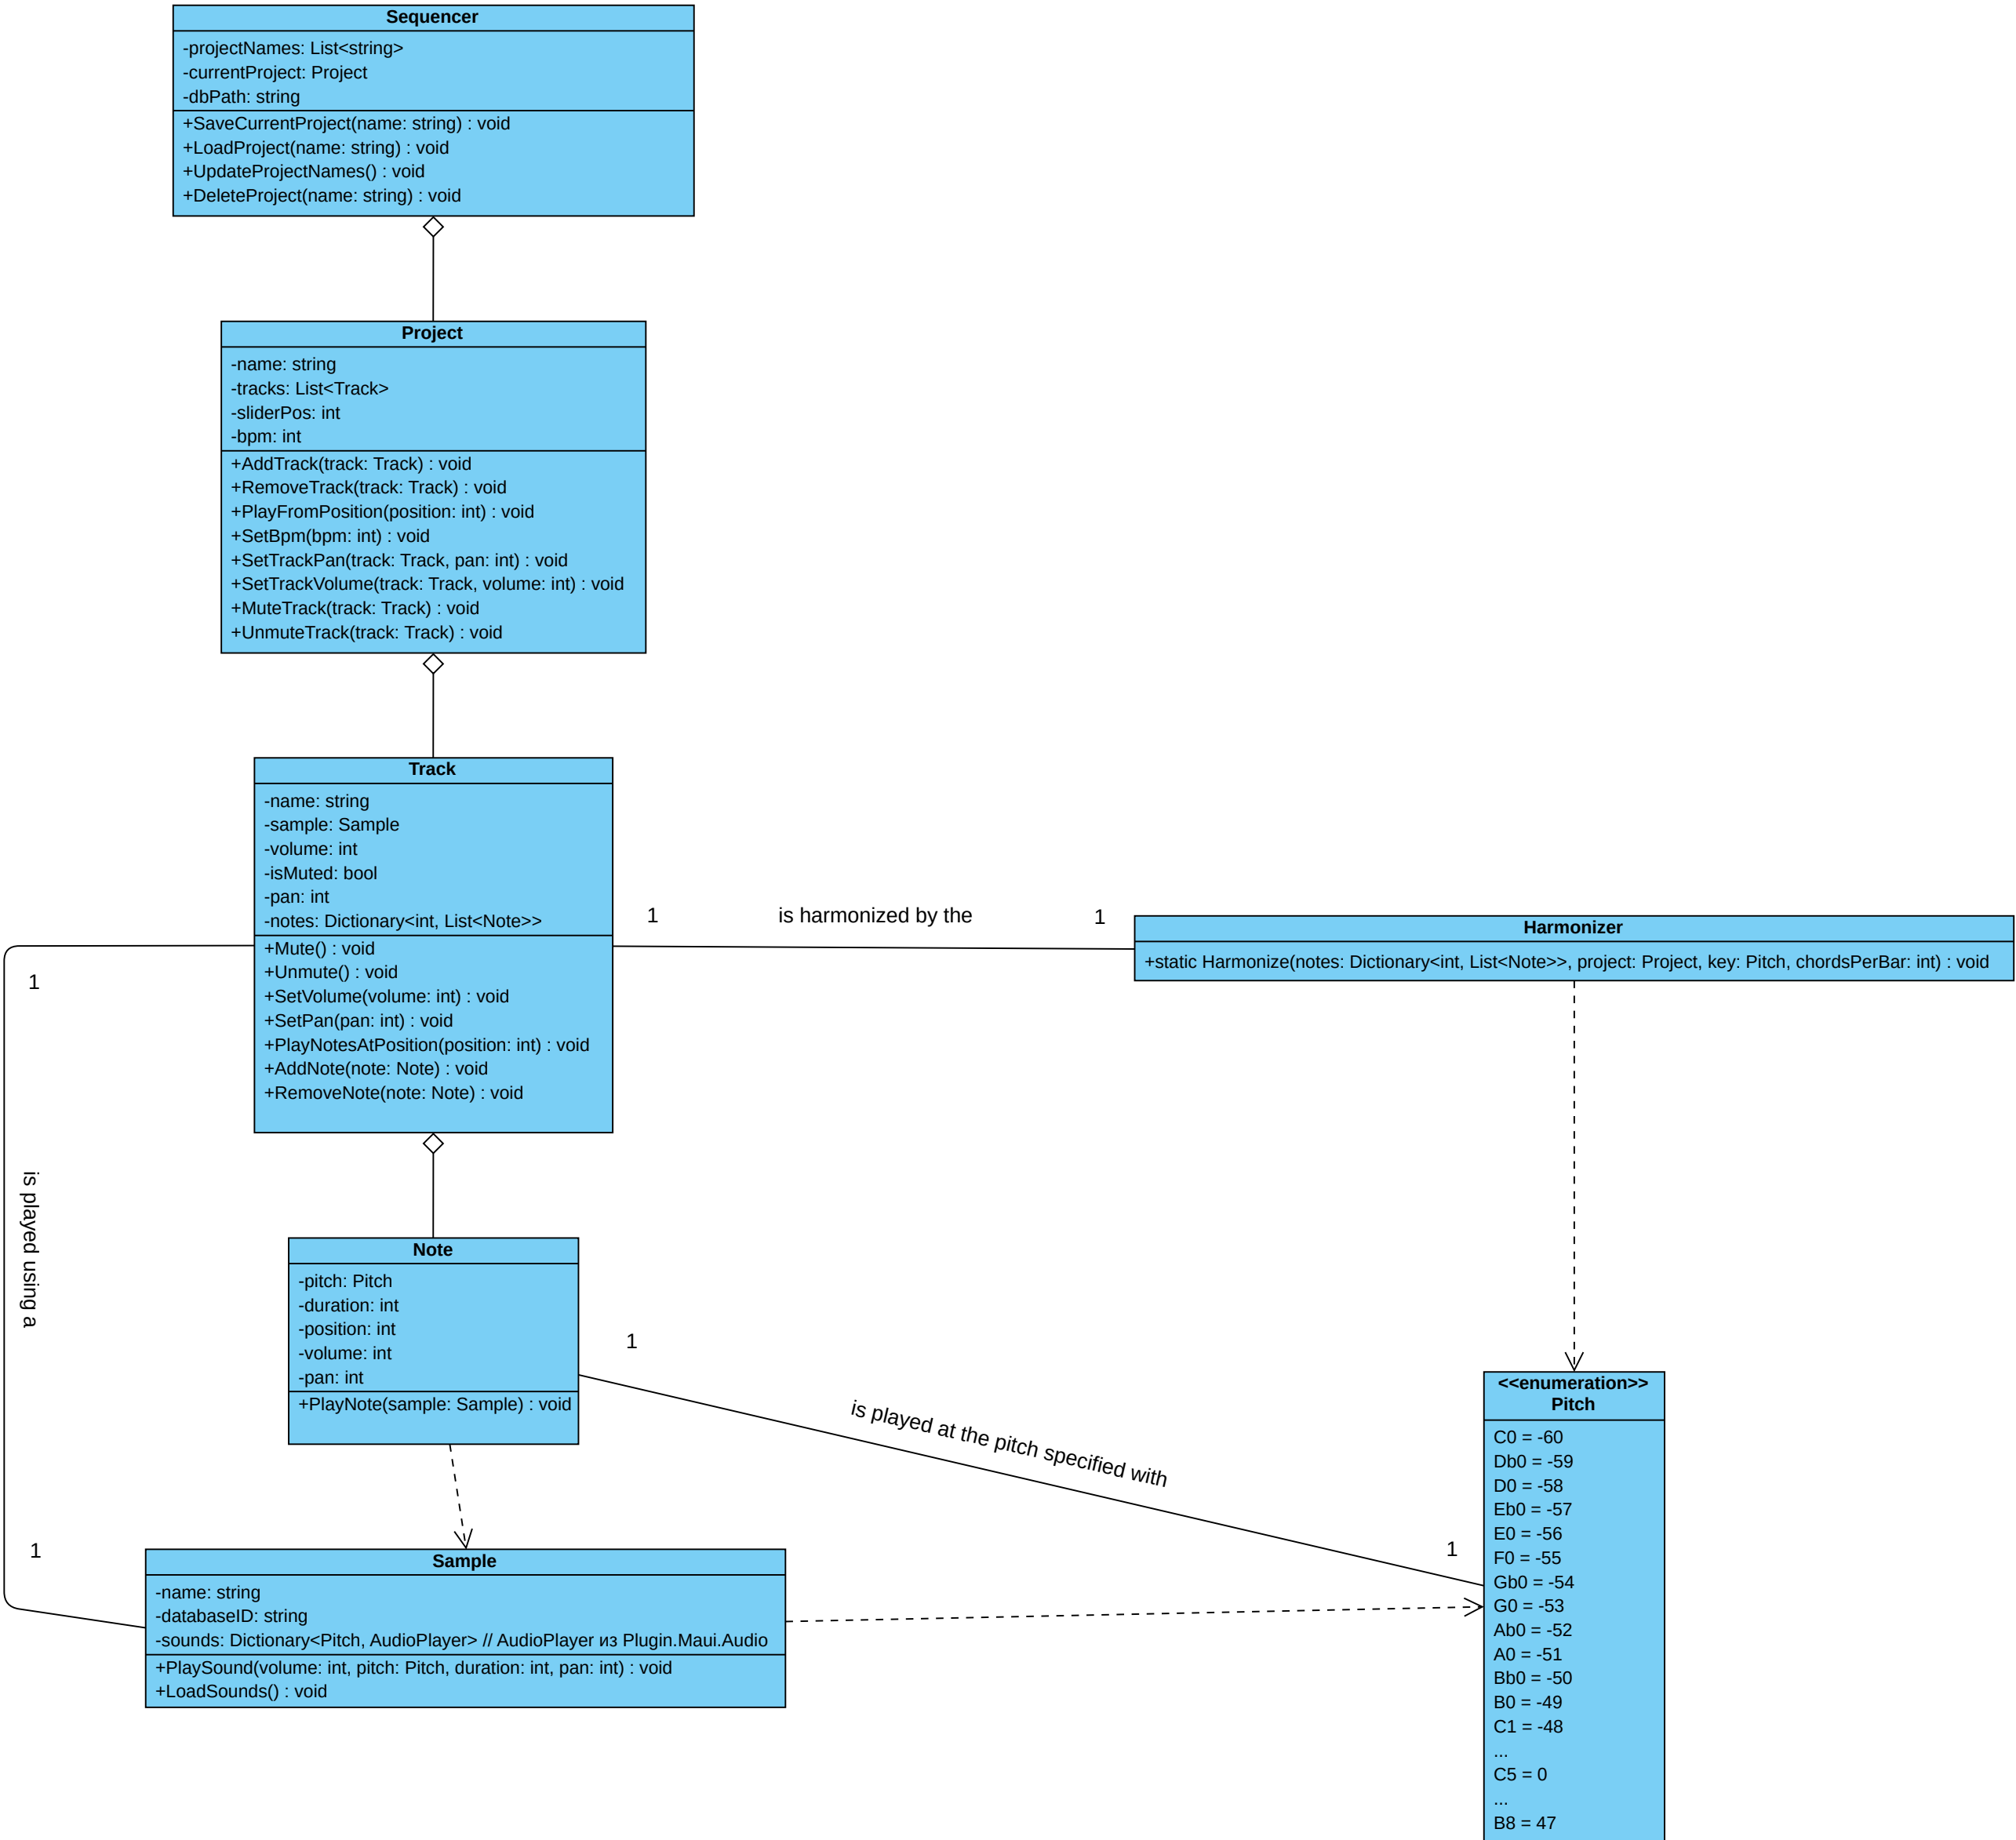 Sequencer
-projectNames: List<string>
-currentProject: Project
-dbPath: string
+SaveCurrentProject(name: string) : void
+LoadProject(name: string) : void
+UpdateProjectNames() : void
+DeleteProject(name: string) : void
Project
-name: string
-tracks: List<Track>
-sliderPos: int
-bpm: int
+AddTrack(track: Track) : void
+RemoveTrack(track: Track) : void
+PlayFromPosition(position: int) : void
+SetBpm(bpm: int) : void
+SetTrackPan(track: Track, pan: int) : void
+SetTrackVolume(track: Track, volume: int) : void
+MuteTrack(track: Track) : void
+UnmuteTrack(track: Track) : void
Track
-name: string
-sample: Sample
-volume: int
-isMuted: bool
-pan: int
-notes: Dictionary<int, List<Note>>
+Mute() : void
+Unmute() : void
+SetVolume(volume: int) : void
+SetPan(pan: int) : void
+PlayNotesAtPosition(position: int) : void
+AddNote(note: Note) : void
+RemoveNote(note: Note) : void
1
is harmonized by the
1
Harmonizer
+static Harmonize(notes: Dictionary<int, List<Note>>, project: Project, key: Pitch, chordsPerBar: int) : void
1
is played using a
1
Note
-pitch: Pitch
-duration: int
-position: int
-volume: int
-pan: int
+PlayNote(sample: Sample) : void
1
is played at the pitch specified with
1
Sample
-name: string
-databaseID: string
-sounds: Dictionary<Pitch, AudioPlayer> // AudioPlayer из Plugin.Maui.Audio
+PlaySound(volume: int, pitch: Pitch, duration: int, pan: int) : void
+LoadSounds() : void
<<enumeration>>
Pitch
C0 = -60
Db0 = -59
D0 = -58
Eb0 = -57
E0 = -56
F0 = -55
Gb0 = -54
G0 = -53
Ab0 = -52
A0 = -51
Bb0 = -50
B0 = -49
C1 = -48
...
C5 = 0
...
B8 = 47